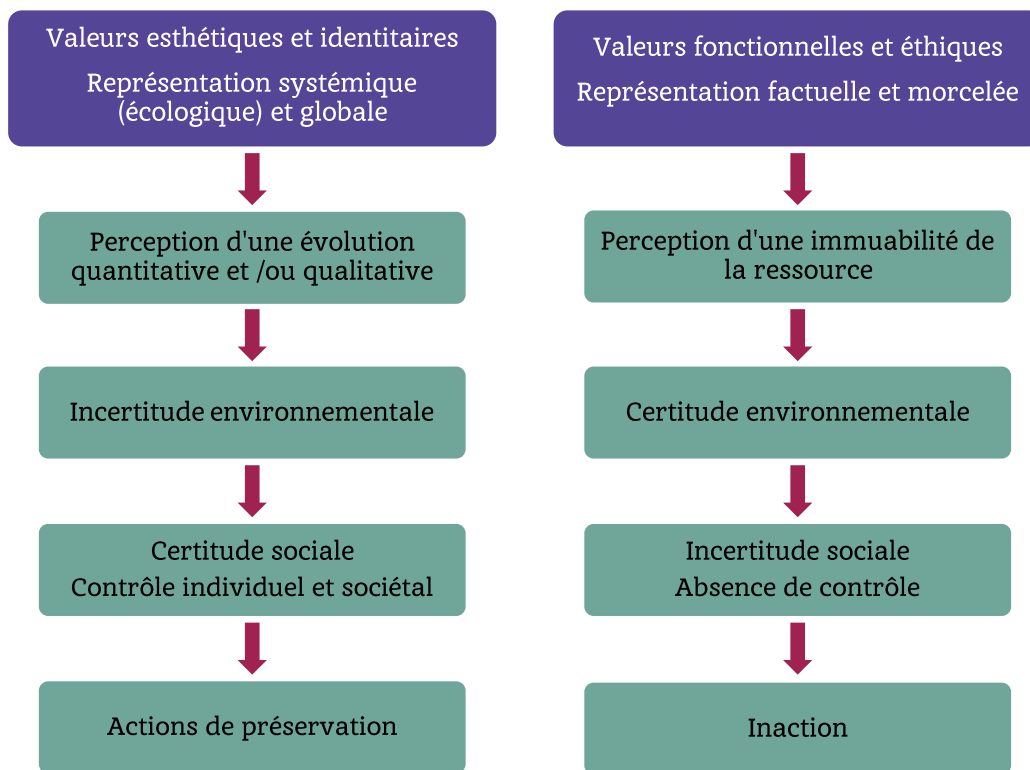 Valeurs esthétiques et identitaires
Représentation systémique
(écologique) et globale
Perception d'une évolution
quantitative et /ou qualitative
Incertitude environnementale
Certitude sociale
Contrôle individuel et sociétal
Actions de préservation
Valeurs fonctionnelles et éthiques
Représentation factuelle et morcelée
Perception d'une immuabilité de
la ressource
Certitude environnementale
Incertitude sociale
Absence de contrôle
Inaction